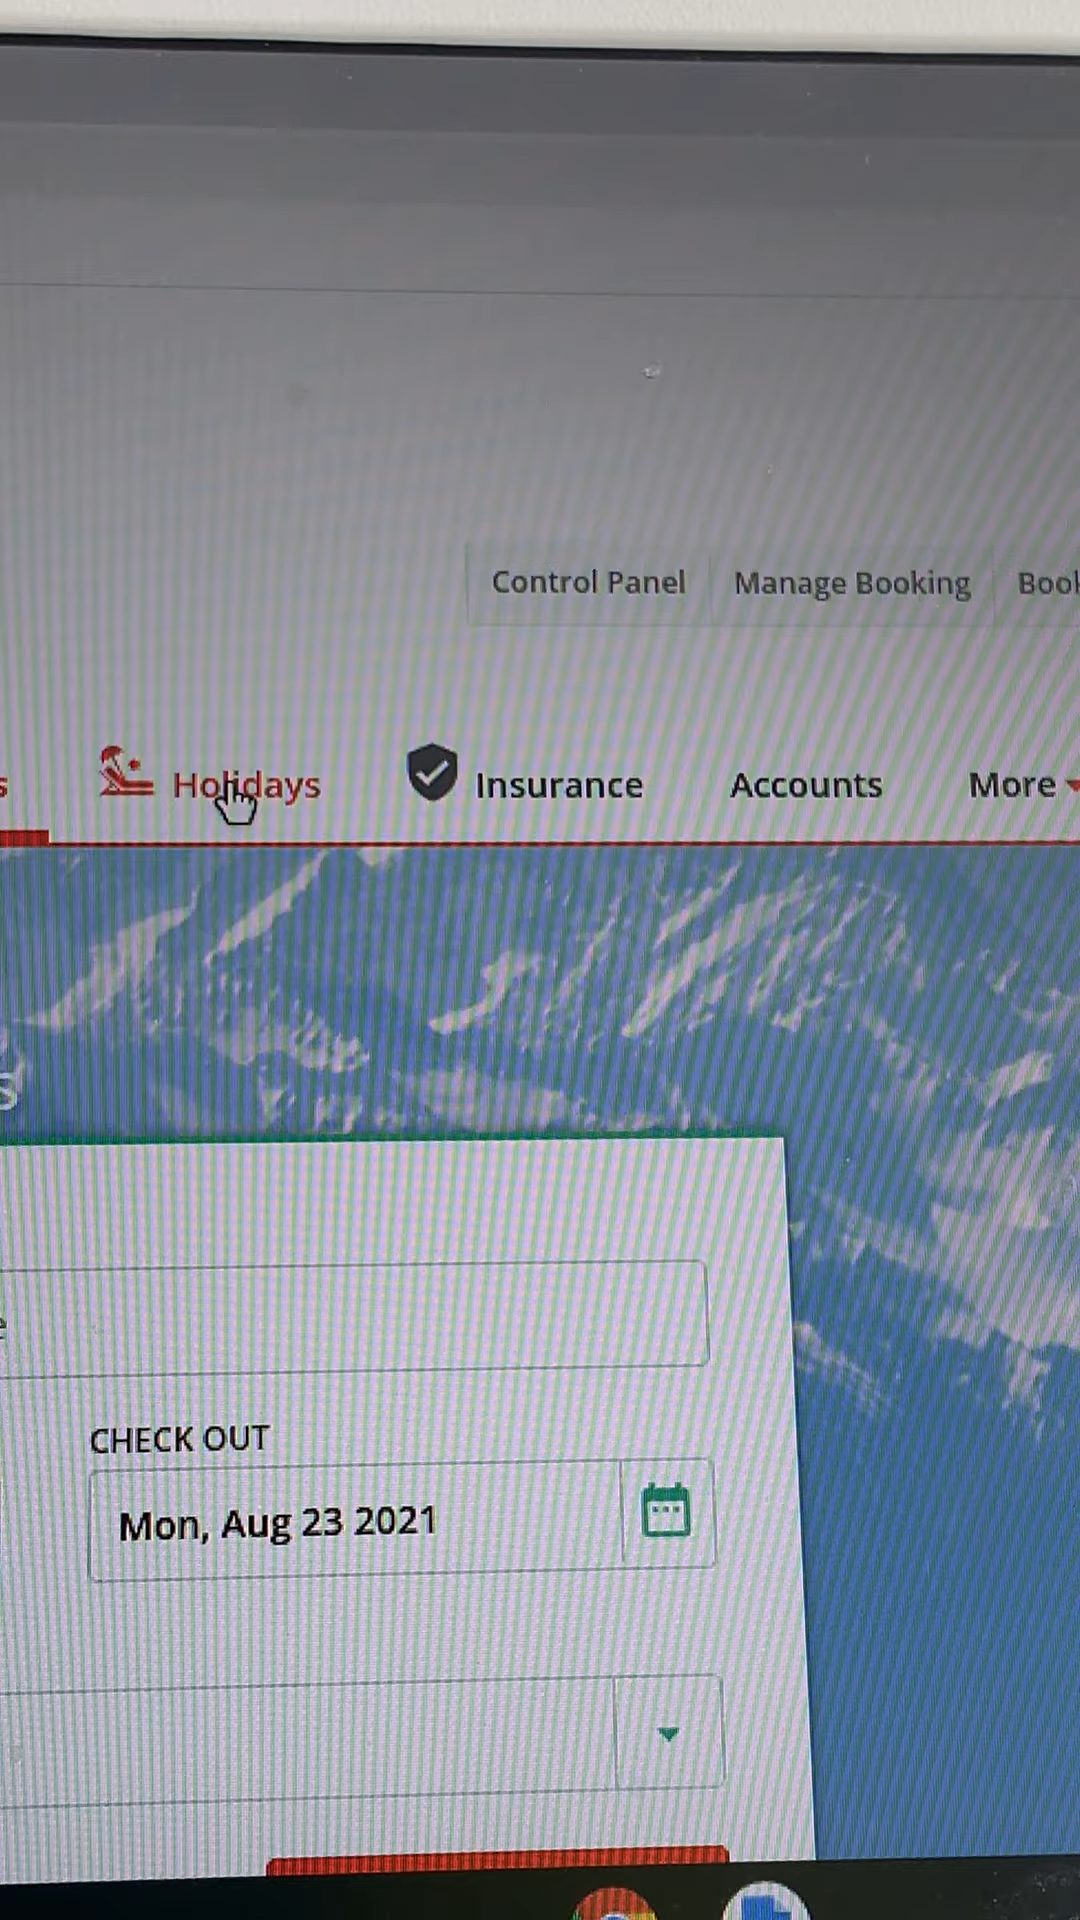 Control Panel Manage Booking
Holidays Insurance Accounts More
CHECK OUT
Mon, Aug 23 2021